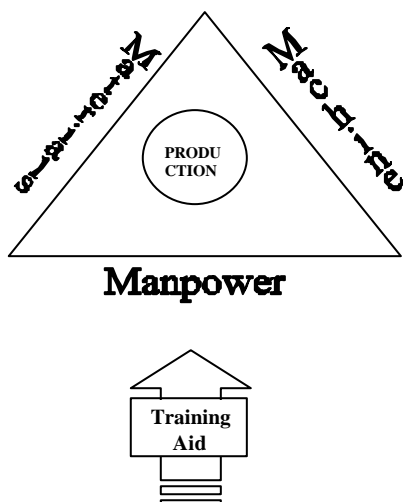 Materials
Machine
PRODU
CTION
Manpower
Training
Aid